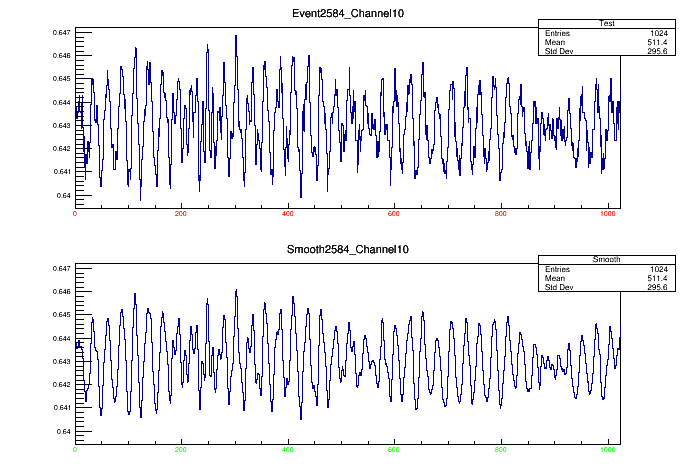 Event2584_Channel10
Test
Entries 1024
Mean 511.4
Std Dev 295.6
0.647
0.646
0.645
0.644
0.643
0.642
0.641
0.64
0 200 400 600 800 1000
Smooth2584_Channel10
Smooth
Entries 1024
Mean 511.4
Std Dev 295.6
0.647
0.646
0.645
0.644
0.643
0.642
0.641
0.64
0 200 400 600 800 1000